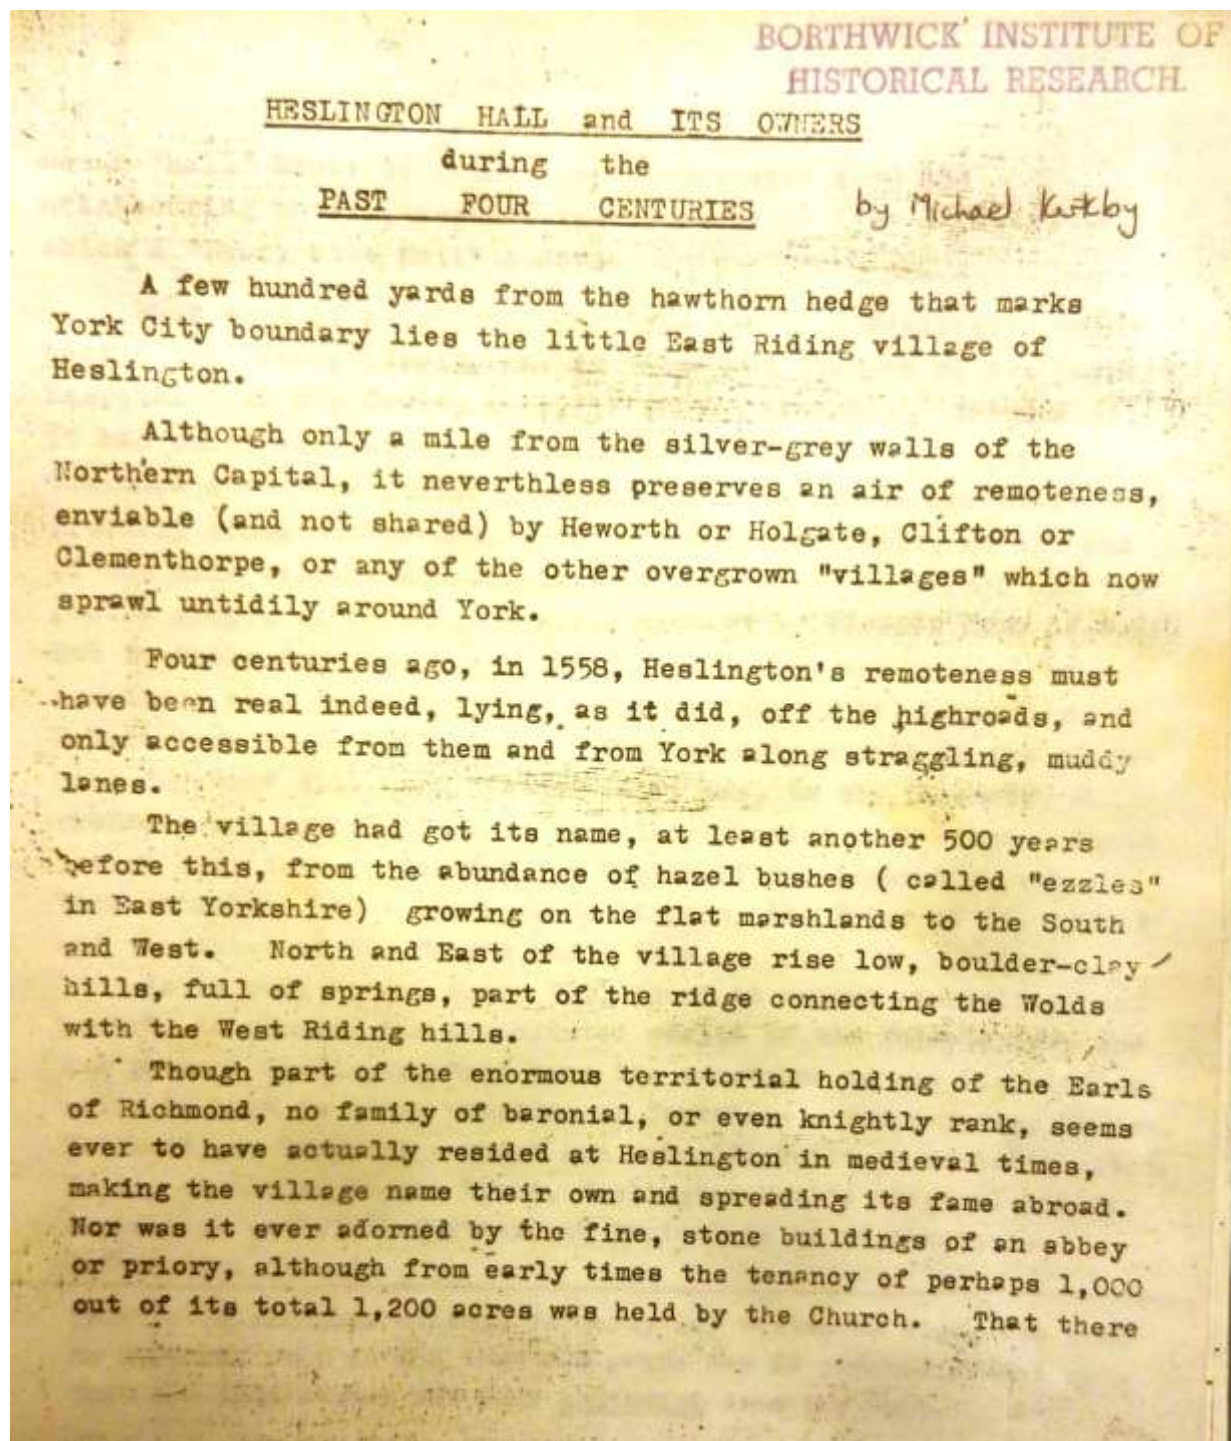 BORTHWICK INSTITUTE OF
HISTORICAL RESEARCH.
HESLINGTON HALL and ITS OWNERS
during the
PAST FOUR CENTURIES by Michael Kirkby
A few hundred yards from the hawthorn hedge that marks
York City boundary lies the little East Riding village of
Heslington.
Although only a mile from the silver-grey walls of the
Northern Capital, it neverthless preserves an air of remoteness,
enviable (and not shared) by Heworth or Holgate, Clifton or
Clementhorpe, or any of the other overgrown "villages" which now
sprawl untidily around York.
Four centuries ago, in 1558, Heslington's remoteness must
have been real indeed, lying, as it did, off the highroads, and
only accessible from them and from York along straggling, muddy
lanes.
The village had got its name, at least another 500 years
before this, from the abundance of hazel bushes ( called "ezzles"
in East Yorkshire) growing on the flat marshlands to the South
and West. North and East of the village rise low, boulder-clay
hills, full of springs, part of the ridge connecting the Wolds
with the West Riding hills.
Though part of the enormous territorial holding of the Earls
of Richmond, no family of baronial, or even knightly rank, seems
ever to have actually resided at Heslington in medieval times,
making the village name their own and spreading its fame abroad.
Nor was it ever adorned by the fine, stone buildings of an abbey
or priory, although from early times the tenancy of perhaps 1,000
out of its total 1,200 acres was held by the Church. That there